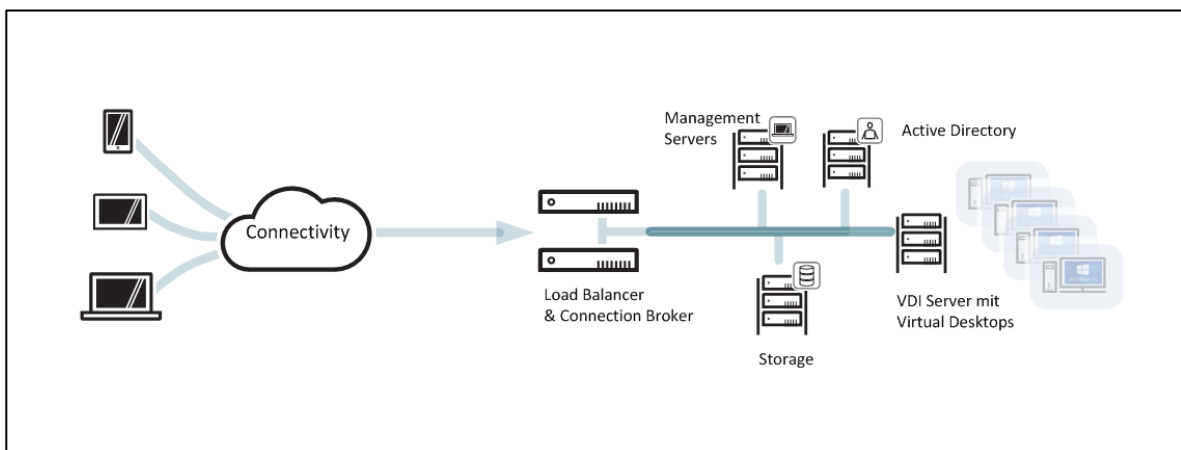 Management
Servers
Active Directory
Connectivity
Load Balancer
& Connection Broker
VDI Server mit
Virtual Desktops
Storage